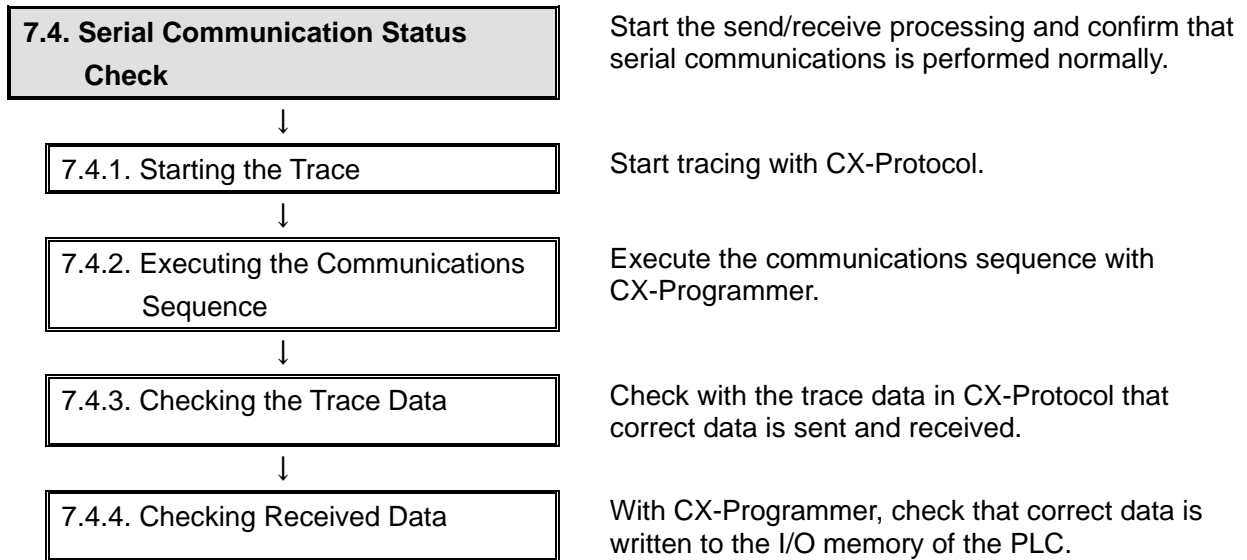 7.4. Serial Communication Status
Check
Start the send/receive processing and confirm that
serial communications is performed normally.
↓
7.4.1. Starting the Trace
Start tracing with CX-Protocol.
↓
7.4.2. Executing the Communications
Sequence
Execute the communications sequence with
CX-Programmer.
↓
7.4.3. Checking the Trace Data
Check with the trace data in CX-Protocol that
correct data is sent and received.
↓
7.4.4. Checking Received Data
With CX-Programmer, check that correct data is
written to the I/O memory of the PLC.